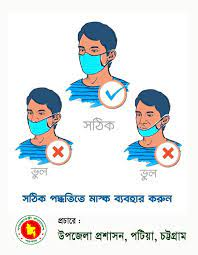 সঠিক
ভুল
ভুল
সঠিক পদ্ধতিতে মাস্ক ব্যবহার করুন
প্রচারে :
উপজেলা প্রশাসন, পটিয়া, চট্টগ্রাম